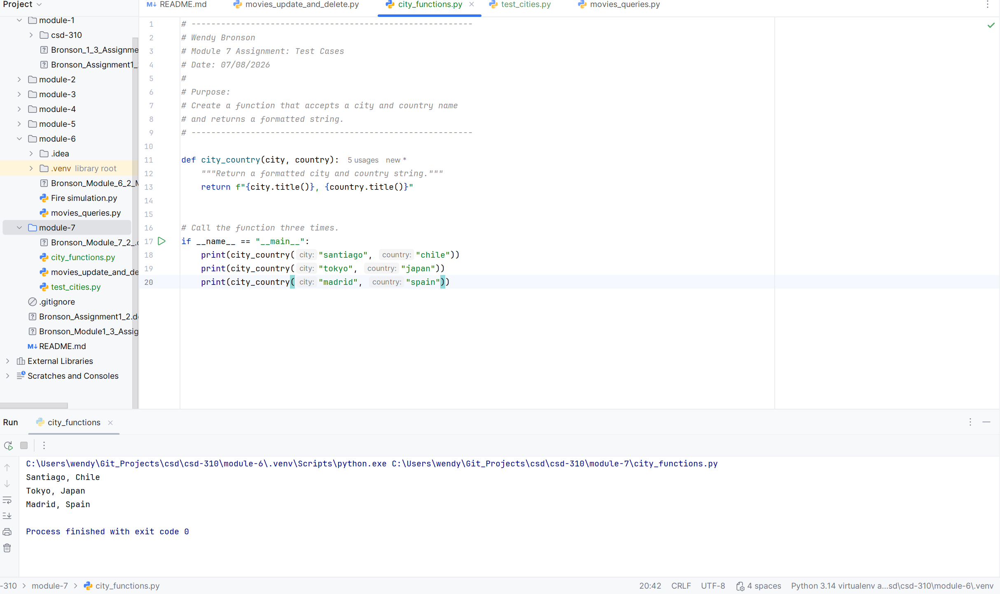 Project
README.md
movies_update_and_delete.py
city_functions.py
test_cities.py
movies_queries.py
module-1
csd-310
Bronson_1_3_Assignme
Bronson_Assignment1_
module-2
module-3
module-4
module-5
module-6
.idea
.venv library root
Bronson_Module_6_2_M
Fire simulation.py
movies_queries.py
module-7
Bronson_Module_7_2_.
city_functions.py
movies_update_and_de
test_cities.py
.gitignore
Bronson_Assignment1_2.d
Bronson_Module1_3_Assig
README.md
External Libraries
Scratches and Consoles
1 # ---------------------------------------------------------
2 # Wendy Bronson
3 # Module 7 Assignment: Test Cases
4 # Date: 07/08/2026
5 #
6 # Purpose:
7 # Create a function that accepts a city and country name
8 # and returns a formatted string.
9 # ---------------------------------------------------------
10
11 def city_country(city, country): 5 usages new *
12     """Return a formatted city and country string."""
13     return f"{city.title()}, {country.title()}"
14
15
16 # Call the function three times.
17 if __name__ == "__main__":
18     print(city_country( city: "santiago", country: "chile"))
19     print(city_country( city: "tokyo", country: "japan"))
20     print(city_country( city: "madrid", country: "spain"))
Run city_functions
C:\Users\wendy\Git_Projects\csd\csd-310\module-6\.venv\Scripts\python.exe C:\Users\wendy\Git_Projects\csd\csd-310\module-7\city_functions.py
Santiago, Chile
Tokyo, Japan
Madrid, Spain
Process finished with exit code 0
-310 > module-7 > city_functions.py
20:42 CRLF UTF-8 4 spaces Python 3.14 virtualenv a...sd\csd-310\module-6\.venv